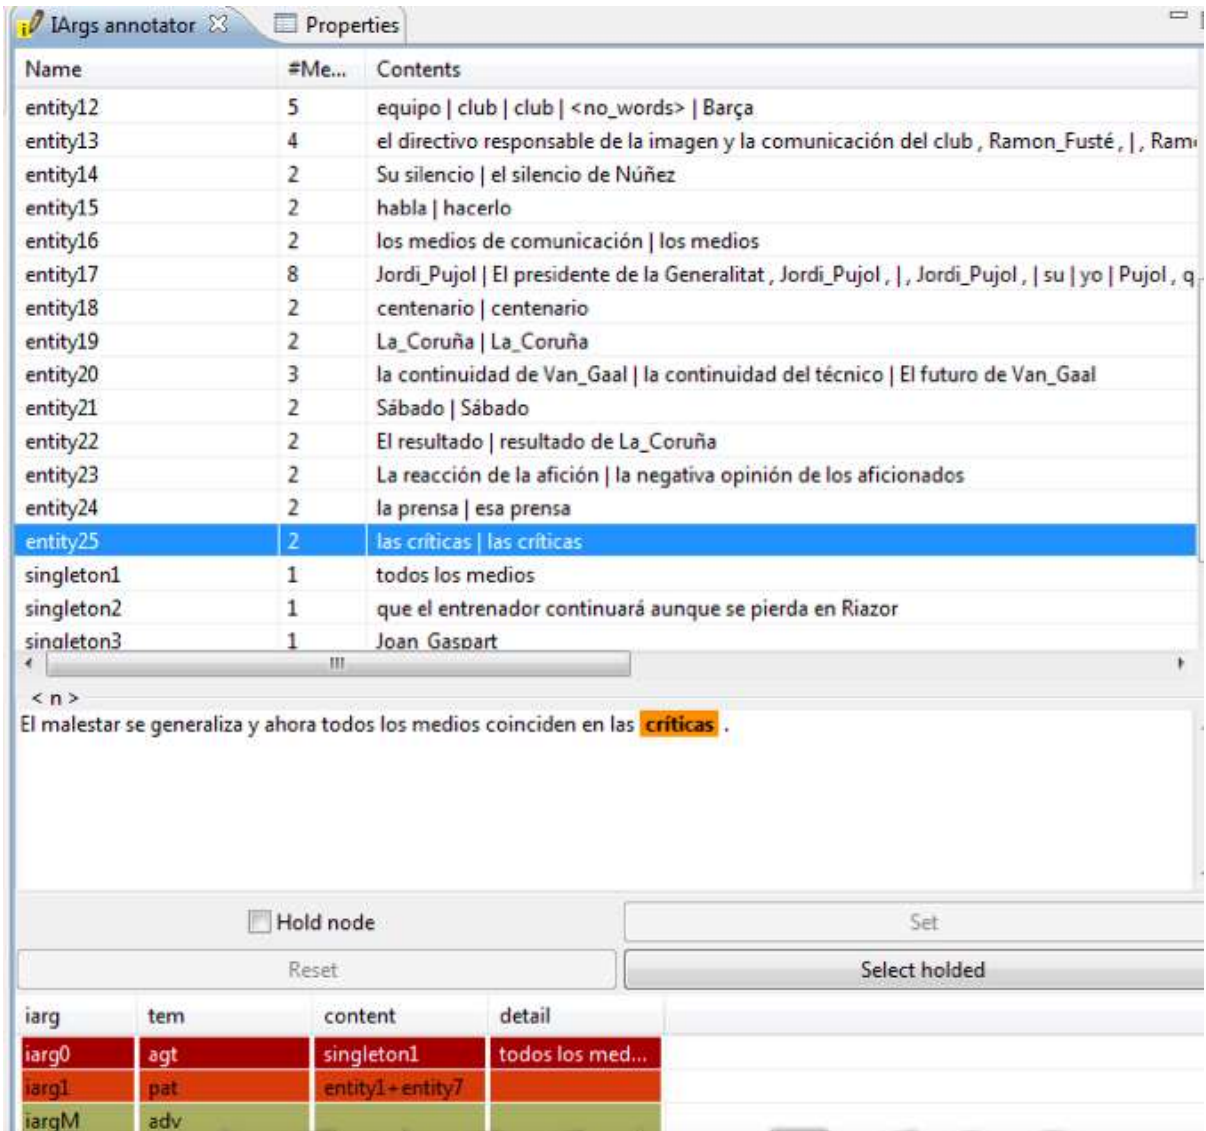 IArgs annotator Properties
Name #Me... Contents
entity12 5 equipo | club | club | <no_words> | Barça
entity13 4 el directivo responsable de la imagen y la comunicación del club , Ramon_Fusté , | , Ram
entity14 2 Su silencio | el silencio de Núñez
entity15 2 habla | hacerlo
entity16 2 los medios de comunicación | los medios
entity17 8 Jordi_Pujol | El presidente de la Generalitat , Jordi_Pujol , | , Jordi_Pujol , | su | yo | Pujol , q
entity18 2 centenario | centenario
entity19 2 La_Coruña | La_Coruña
entity20 3 la continuidad de Van_Gaal | la continuidad del técnico | El futuro de Van_Gaal
entity21 2 Sábado | Sábado
entity22 2 El resultado | resultado de La_Coruña
entity23 2 La reacción de la afición | la negativa opinión de los aficionados
entity24 2 la prensa | esa prensa
entity25 2 las críticas | las críticas
singleton1 1 todos los medios
singleton2 1 que el entrenador continuará aunque se pierda en Riazor
singleton3 1 Joan_Gaspart
< n >
El malestar se generaliza y ahora todos los medios coinciden en las críticas .
Hold node Set
Reset Select holded
iarg tem content detail
iarg0 agt singleton1 todos los med...
iarg1 pat entity1+entity7
iargM adv